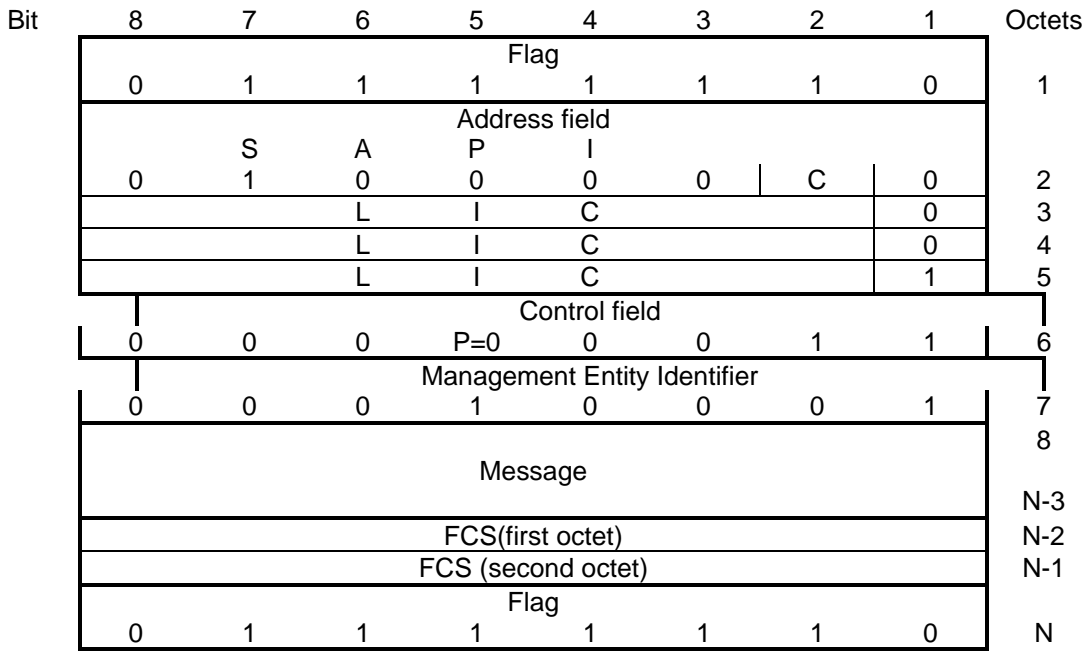 Bit 8 7 6 5 4 3 2 1 Octets
Flag
0 1 1 1 1 1 1 0 1
Address field
S A P I
0 1 0 0 0 0 C 0 2
L I C 0 3
L I C 0 4
L I C 1 5
Control field
0 0 0 P=0 0 0 1 1 6
Management Entity Identifier
0 0 0 1 0 0 0 1 7
8
Message
N-3
FCS(first octet) N-2
FCS (second octet) N-1
Flag
0 1 1 1 1 1 1 0 N